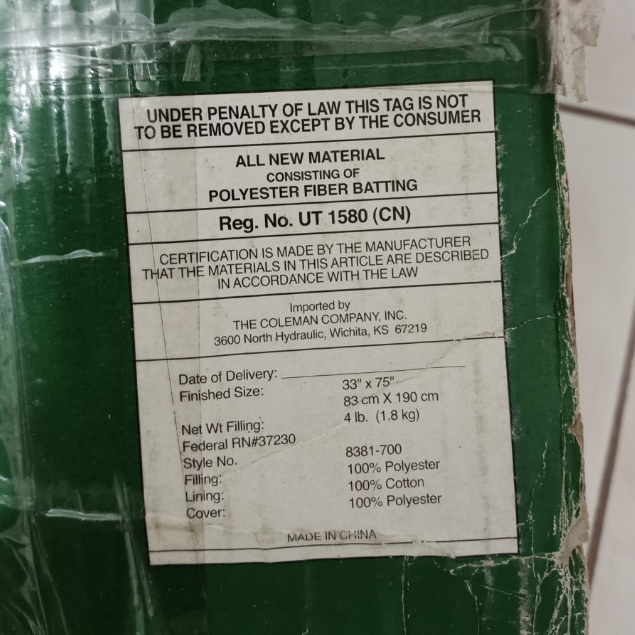 UNDER PENALTY OF LAW THIS TAG IS NOT
TO BE REMOVED EXCEPT BY THE CONSUMER
ALL NEW MATERIAL
CONSISTING OF
POLYESTER FIBER BATTING
Reg. No. UT 1580 (CN)
CERTIFICATION IS MADE BY THE MANUFACTURER
THAT THE MATERIALS IN THIS ARTICLE ARE DESCRIBED
IN ACCORDANCE WITH THE LAW
Imported by
THE COLEMAN COMPANY, INC.
3600 North Hydraulic, Wichita, KS 67219
Date of Delivery:
Finished Size: 33" x 75"
83 cm X 190 cm
Net Wt Filling: 4 lb. (1.8 kg)
Federal RN#37230
Style No. 8381-700
Filling: 100% Polyester
Lining: 100% Cotton
Cover: 100% Polyester
MADE IN CHINA